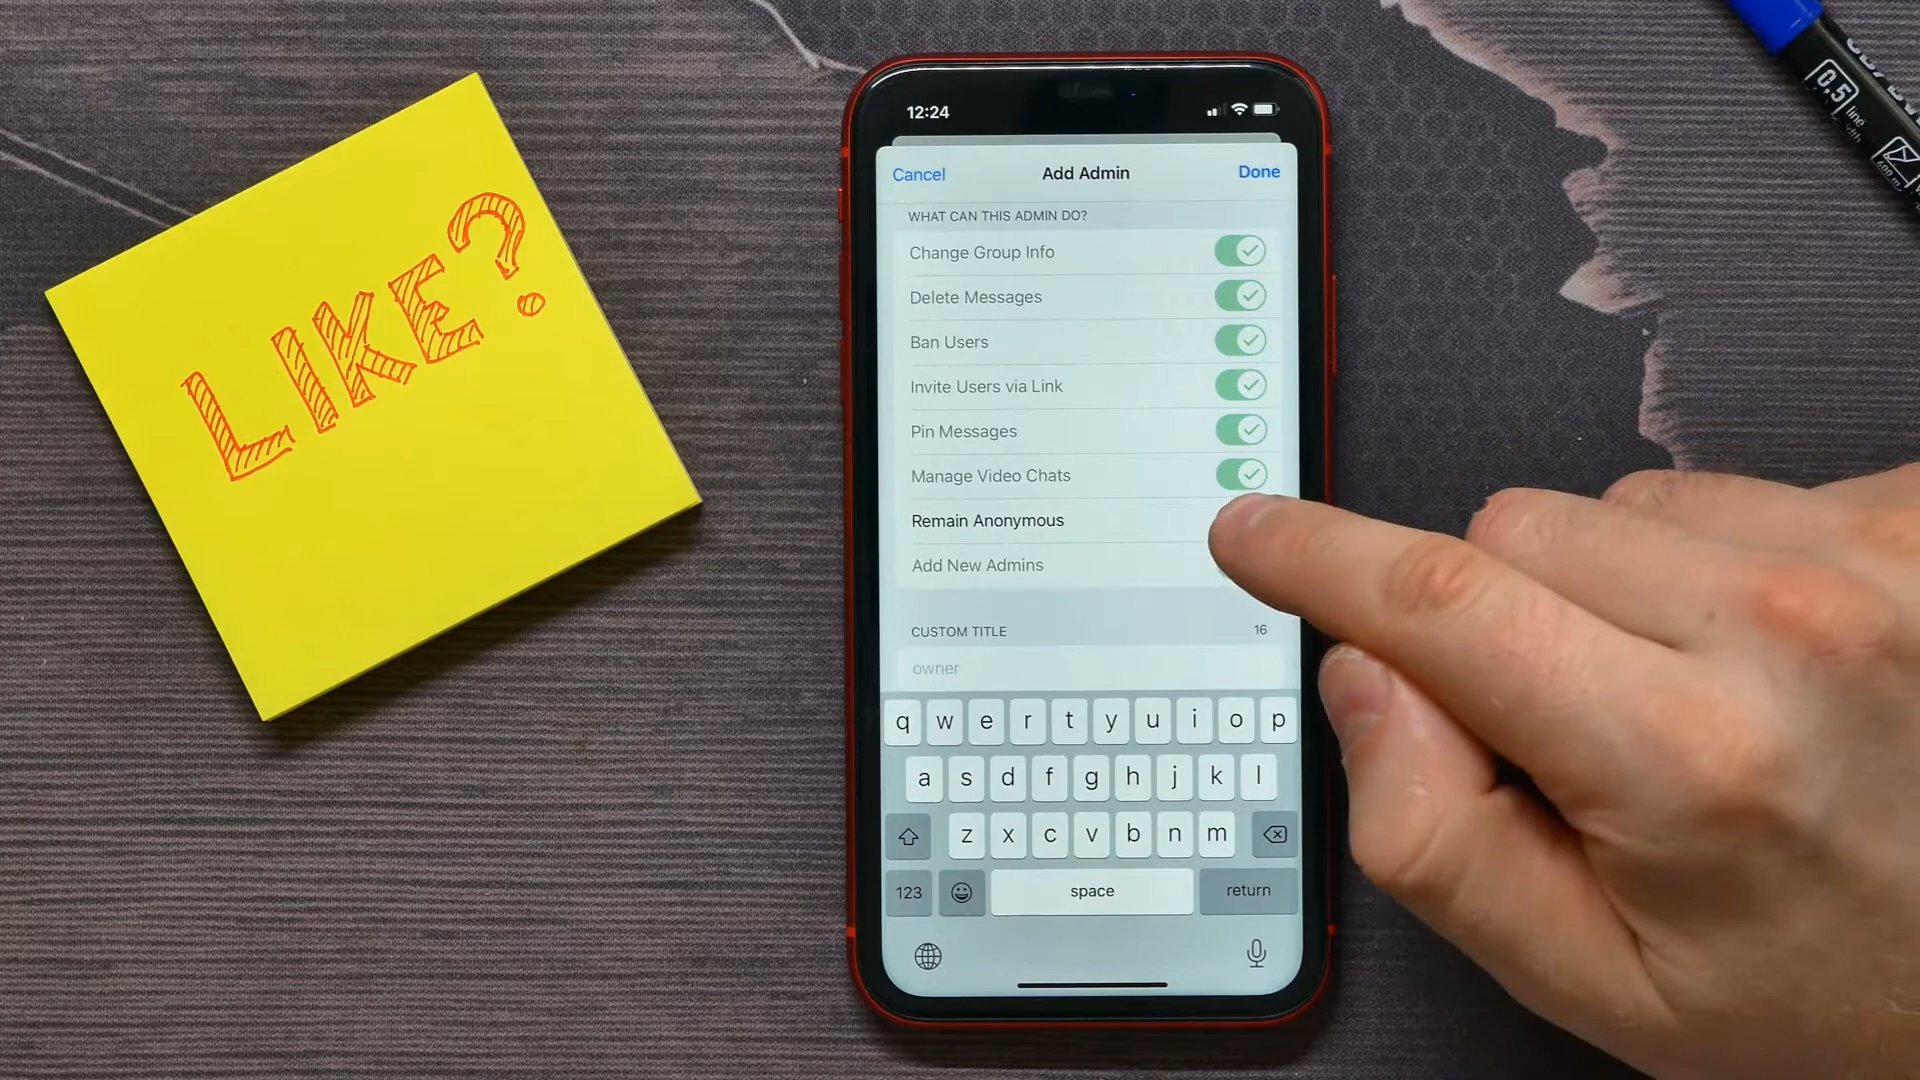 LIKE?
12:24
Cancel Add Admin Done
WHAT CAN THIS ADMIN DO?
Change Group Info
Delete Messages
Ban Users
Invite Users via Link
Pin Messages
Manage Video Chats
Remain Anonymous
Add New Admins
CUSTOM TITLE 16
owner
q w e r t y u i o p
a s d f g h j k l
z x c v b n m
123 space return
0.5 line